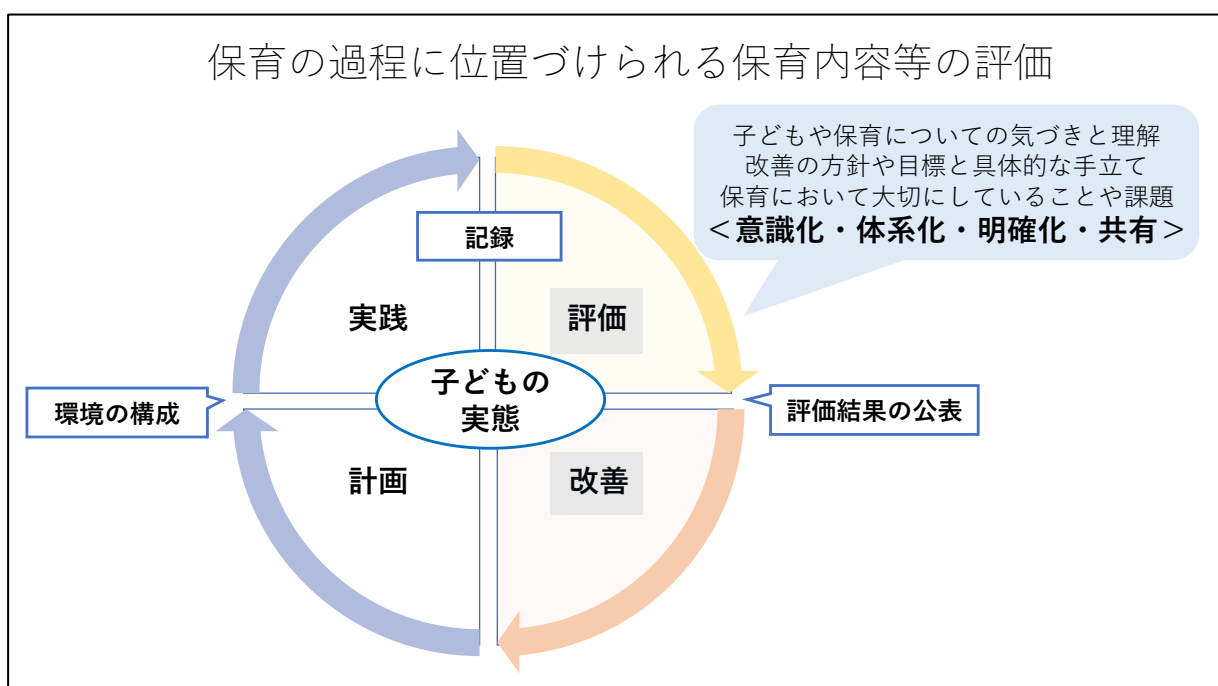 保育の過程に位置づけられる保育内容等の評価
子どもや保育についての気づきと理解
改善の方針や目標と具体的な手立て
保育において大切にしていることや課題
＜意識化・体系化・明確化・共有＞
記録
実践
評価
子どもの
実態
環境の構成
評価結果の公表
計画
改善